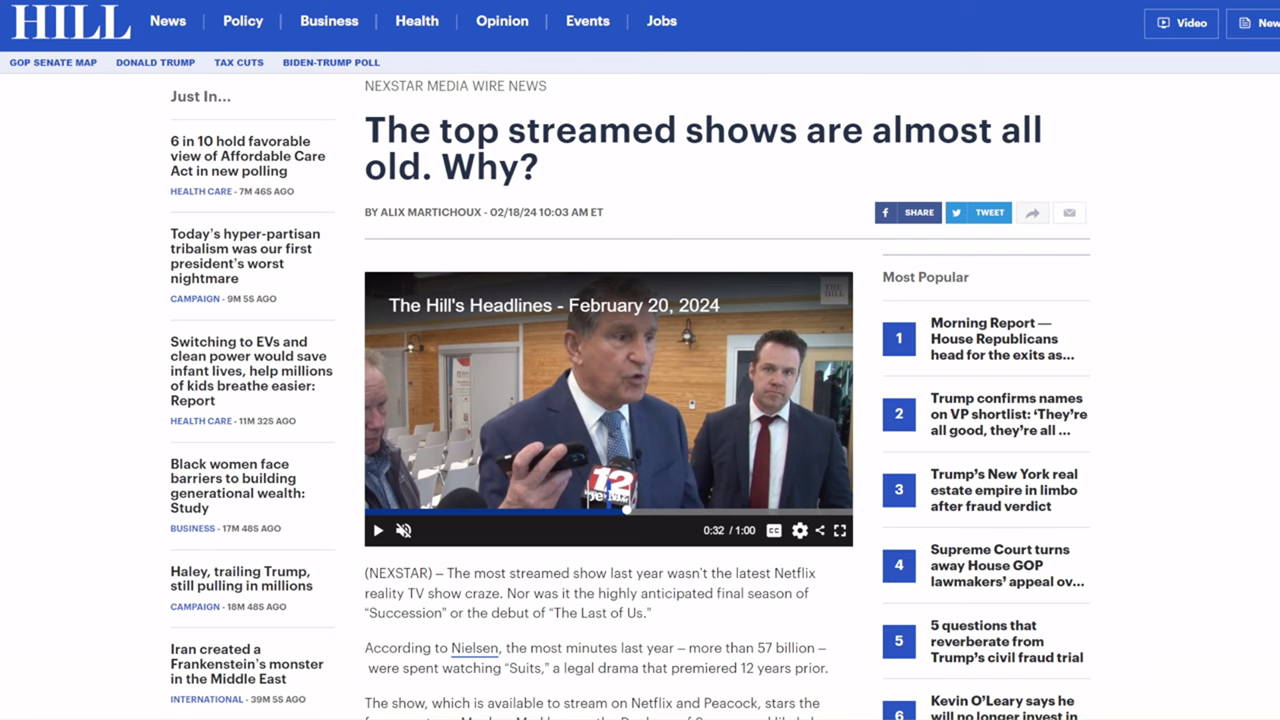 HILL
News
Policy
Business
Health
Opinion
Events
Jobs
Video
New
GOP SENATE MAP
DONALD TRUMP
TAX CUTS
BIDEN-TRUMP POLL
Just In...
6 in 10 hold favorable
view of Affordable Care
Act in new polling
HEALTH CARE - 7M 46S AGO
Today's hyper-partisan
tribalism was our first
president's worst
nightmare
CAMPAIGN - 9M 5S AGO
Switching to EVs and
clean power would save
infant lives, help millions
of kids breathe easier:
Report
HEALTH CARE - 11M 32S AGO
Black women face
barriers to building
generational wealth:
Study
BUSINESS - 17M 48S AGO
Haley, trailing Trump,
still pulling in millions
CAMPAIGN - 18M 48S AGO
Iran created a
Frankenstein's monster
in the Middle East
INTERNATIONAL - 39M 5S AGO
NEXSTAR MEDIA WIRE NEWS
The top streamed shows are almost all
old. Why?
BY ALIX MARTICHOUX - 02/18/24 10:03 AM ET
SHARE
TWEET
The Hill's Headlines - February 20, 2024
THE
HILL
12
0:32 / 1:00
CC
(NEXSTAR) – The most streamed show last year wasn't the latest Netflix
reality TV show craze. Nor was it the highly anticipated final season of
"Succession" or the debut of "The Last of Us."
According to Nielsen, the most minutes last year – more than 57 billion –
were spent watching "Suits," a legal drama that premiered 12 years prior.
The show, which is available to stream on Netflix and Peacock, stars the
Most Popular
1
Morning Report —
House Republicans
head for the exits as...
2
Trump confirms names
on VP shortlist: 'They're
all good, they're all ...
3
Trump's New York real
estate empire in limbo
after fraud verdict
4
Supreme Court turns
away House GOP
lawmakers' appeal ov...
5
5 questions that
reverberate from
Trump's civil fraud trial
6
Kevin O'Leary says he
will no longer invest in